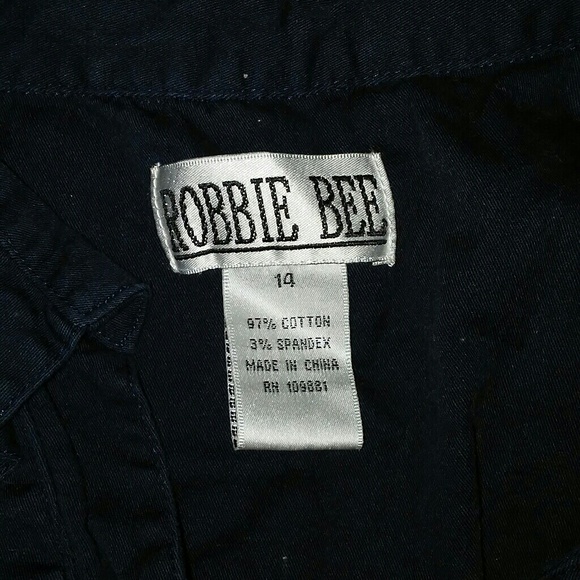 ROBBIE BEE
14
97% COTTON
3% SPANDEX
MADE IN CHINA
RN 109881